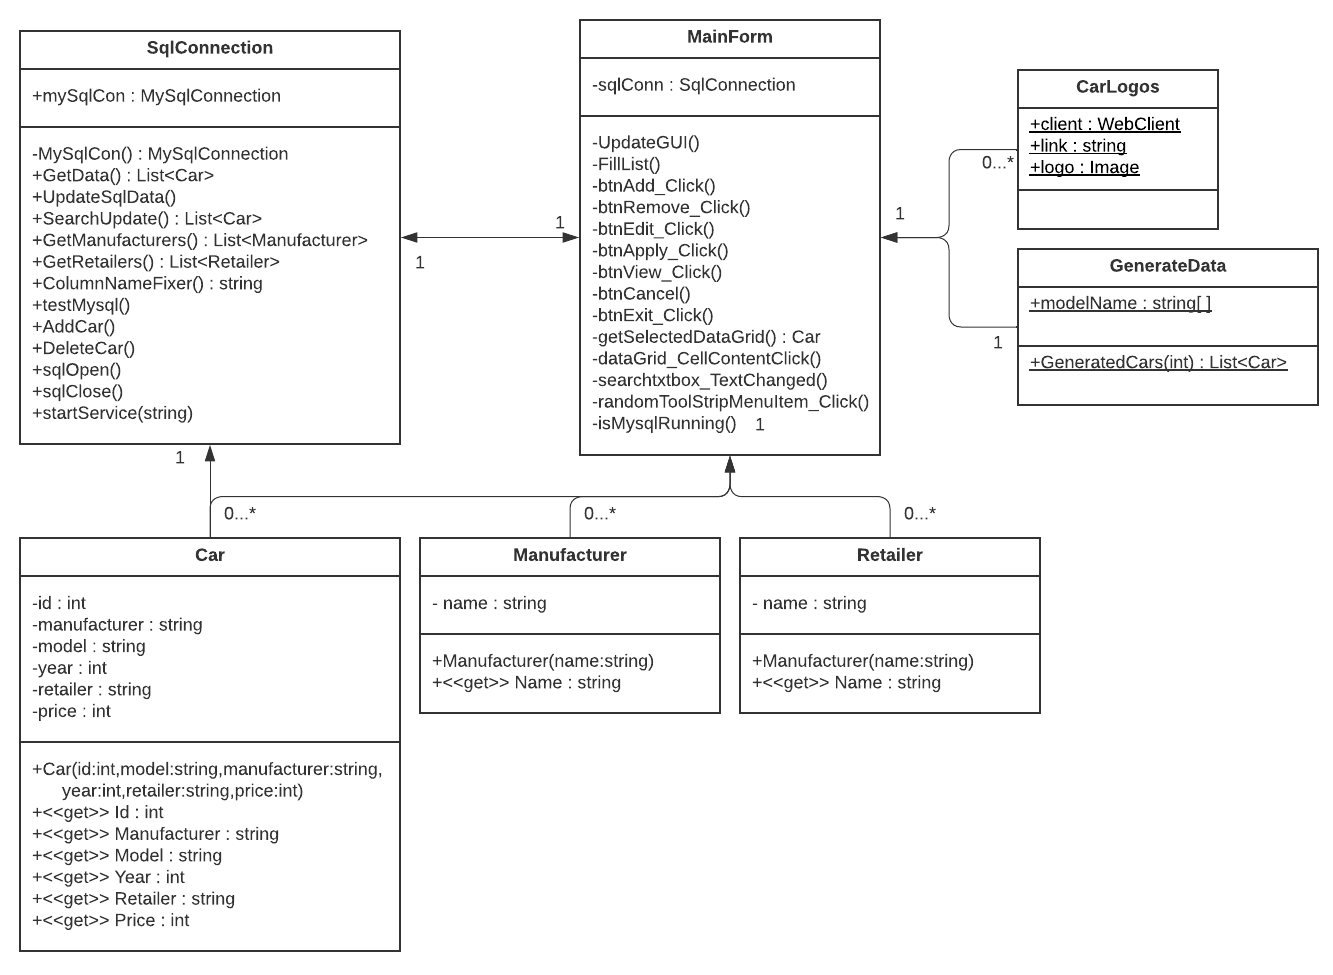 SqlConnection
+mySqlCon : MySqlConnection
-MySqlCon() : MySqlConnection
+GetData() : List<Car>
+UpdateSqlData()
+SearchUpdate() : List<Car>
+GetManufacturers() : List<Manufacturer>
+GetRetailers() : List<Retailer>
+ColumnNameFixer() : string
+testMysql()
+AddCar()
+DeleteCar()
+sqlOpen()
+sqlClose()
+startService(string)
1
1
1
MainForm
-sqlConn : SqlConnection
-UpdateGUI()
-FillList()
-btnAdd_Click()
-btnRemove_Click()
-btnEdit_Click()
-btnApply_Click()
-btnView_Click()
-btnCancel()
-btnExit_Click()
-getSelectedDataGrid() : Car
-dataGrid_CellContentClick()
-searchtxtbox_TextChanged()
-randomToolStripMenuItem_Click()
-isMysqlRunning() 1
1
0...*
1
CarLogos
+client : WebClient
+link : string
+logo : Image
GenerateData
+modelName : string[ ]
+GeneratedCars(int) : List<Car>
0...*
0...*
0...*
Car
-id : int
-manufacturer : string
-model : string
-year : int
-retailer : string
-price : int
+Car(id:int,model:string,manufacturer:string,
year:int,retailer:string,price:int)
+<<get>> Id : int
+<<get>> Manufacturer : string
+<<get>> Model : string
+<<get>> Year : int
+<<get>> Retailer : string
+<<get>> Price : int
Manufacturer
- name : string
+Manufacturer(name:string)
+<<get>> Name : string
Retailer
- name : string
+Manufacturer(name:string)
+<<get>> Name : string